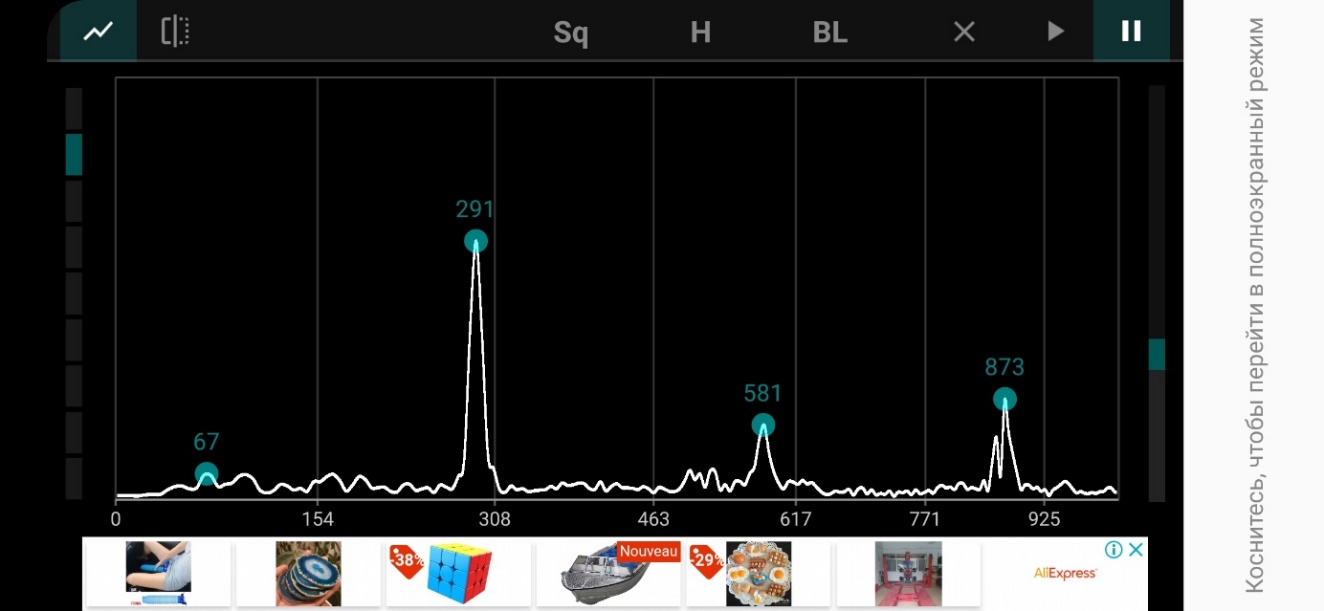 Sq H BL
291
873
581
67
0 154 308 463 617 771 925
-38%
Nouveau
-29%
AliExpress
Коснитесь, чтобы перейти в полноэкранный режим